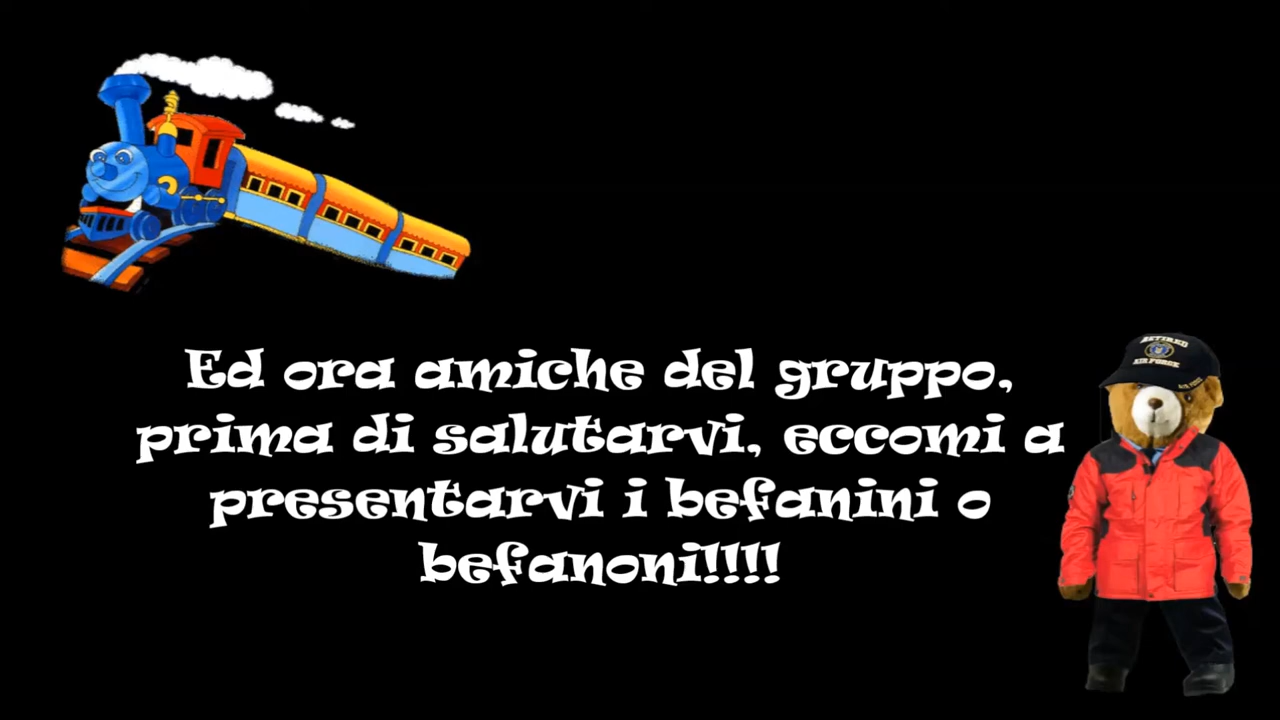 RETIRED
AIR FORCE
Ed ora amiche del gruppo,
prima di salutarvi, eccomi a
presentarvi i befanini o
befanoni!!!!